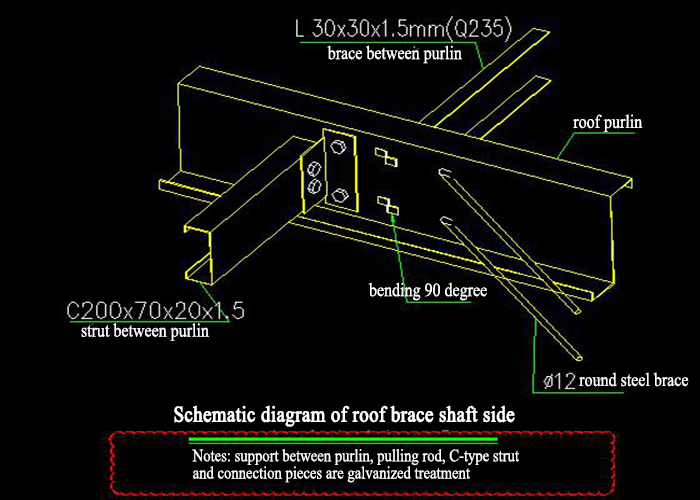 L 30x30x1.5mm(Q235)
brace between purlin
roof purlin
bending 90 degree
C200x70x20x1.5
strut between purlin
ø12 round steel brace
Schematic diagram of roof brace shaft side
Notes: support between purlin, pulling rod, C-type strut
and connection pieces are galvanized treatment